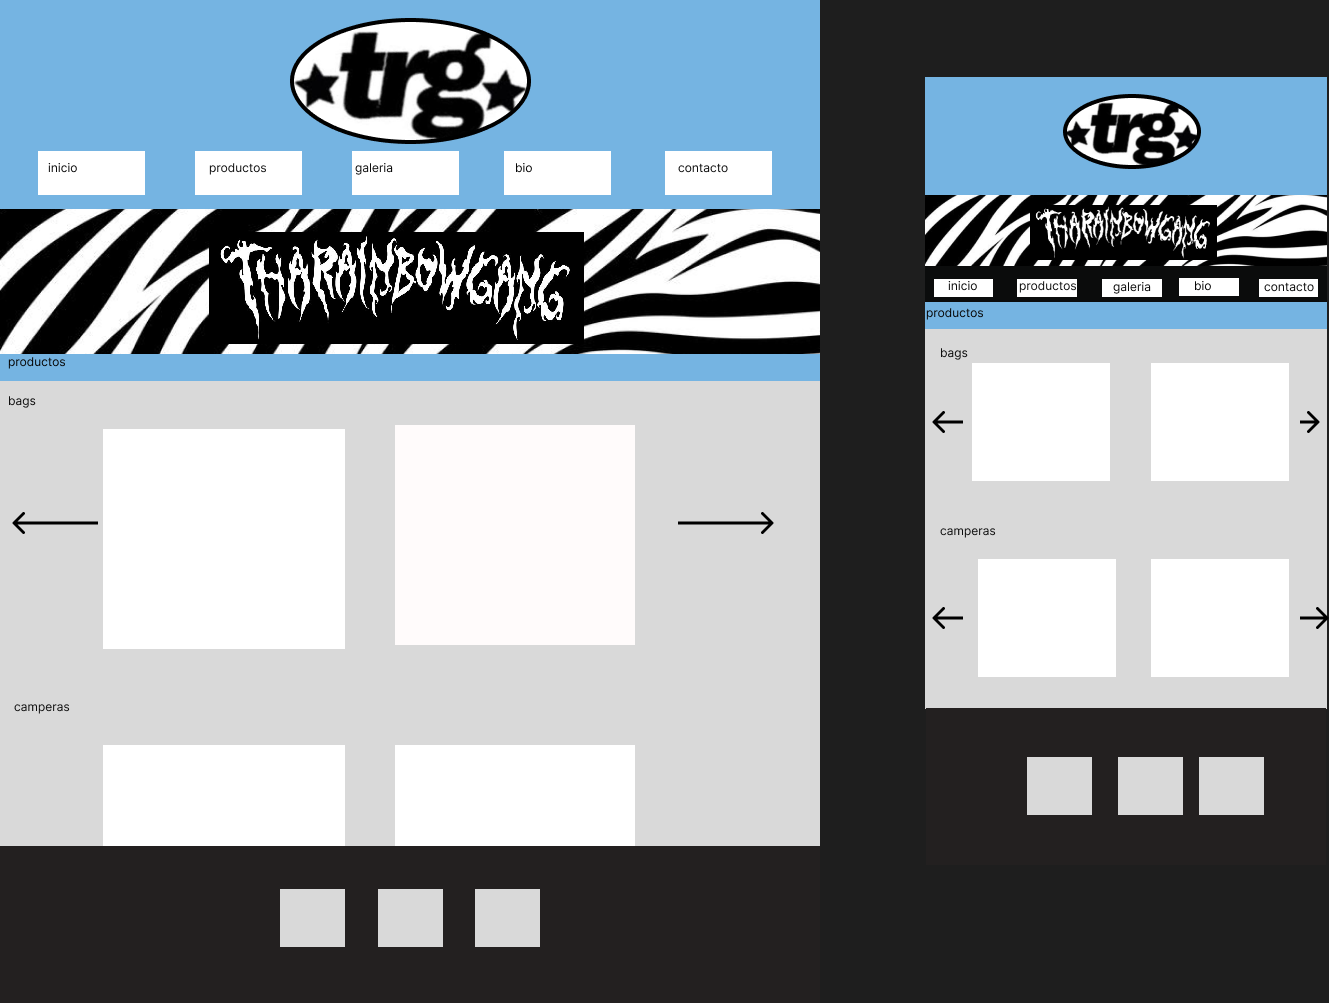 trg
inicio
productos
galeria
bio
contacto
THARAINBOWGANG
productos
bags
camperas
trg
THARAINBOWGANG
inicio
productos
galeria
bio
contacto
productos
bags
camperas